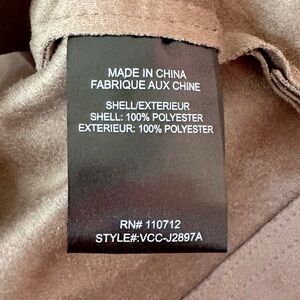 MADE IN CHINA
FABRIQUE AUX CHINE
SHELL/EXTERIEUR
SHELL: 100% POLYESTER
EXTERIEUR: 100% POLYESTER
RN# 110712
STYLE#:VCC-J2897A